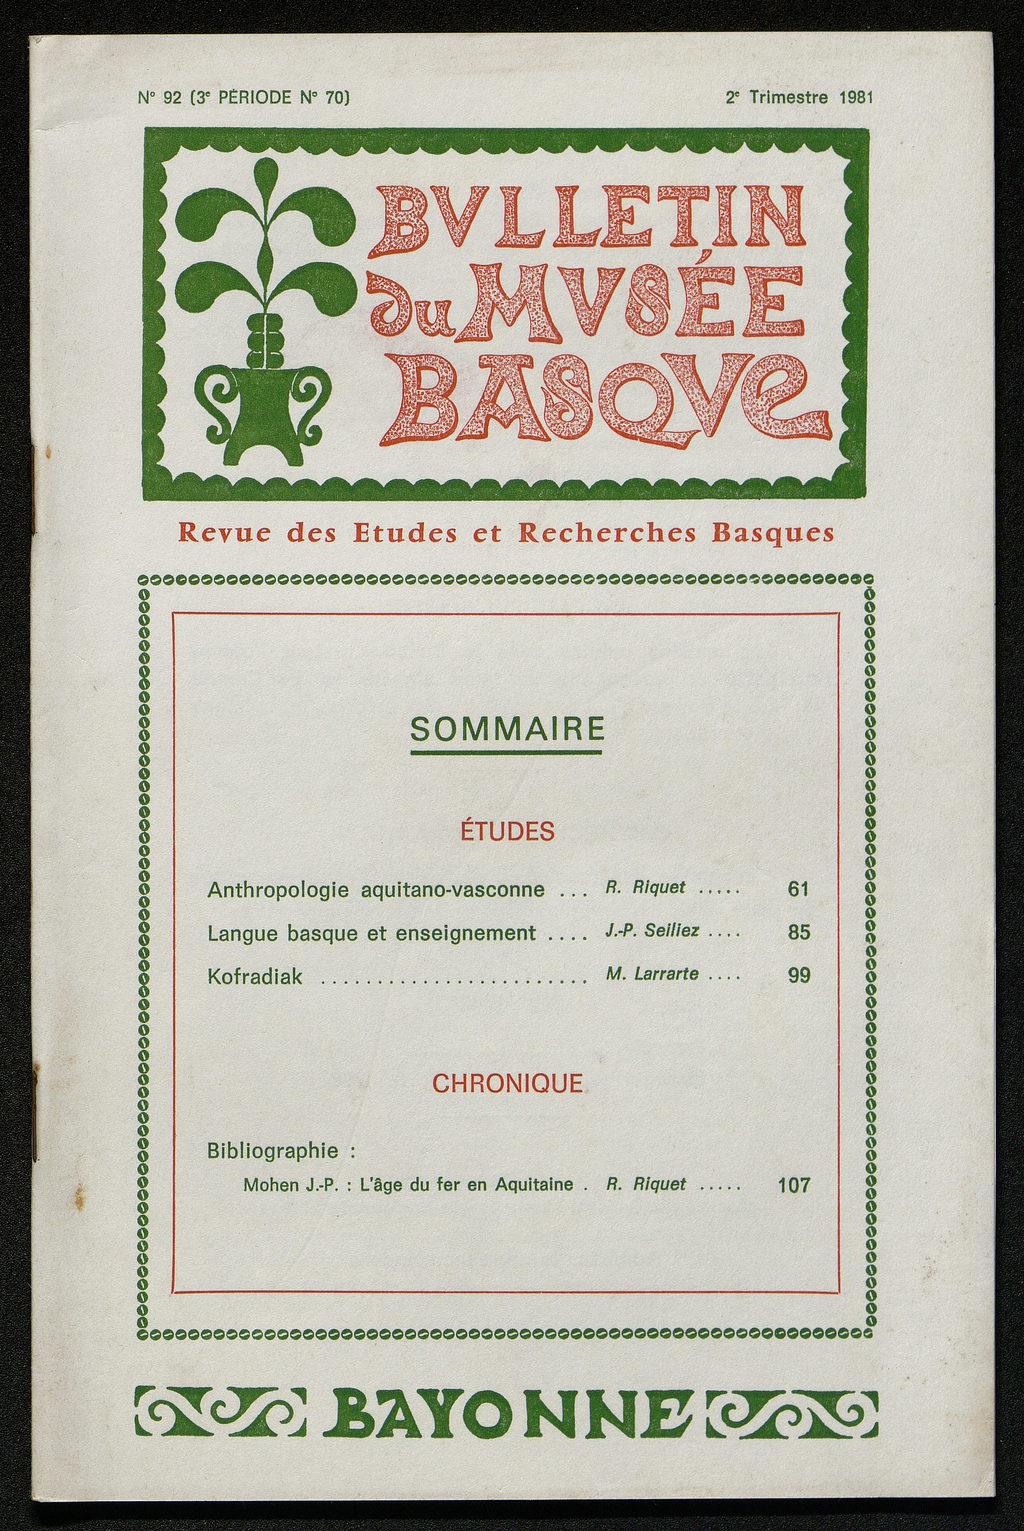 N° 92 (3e PÉRIODE N° 70)
2e Trimestre 1981
BVLLETIN
du MVSÉE
BASQVE
Revue des Etudes et Recherches Basques
SOMMAIRE
ÉTUDES
Anthropologie aquitano-vasconne ... R. Riquet ..... 61
Langue basque et enseignement .... J.-P. Seiliez .... 85
Kofradiak ........................ M. Larrarte .... 99
CHRONIQUE
Bibliographie :
Mohen J.-P. : L'âge du fer en Aquitaine . R. Riquet ..... 107
BAYONNE